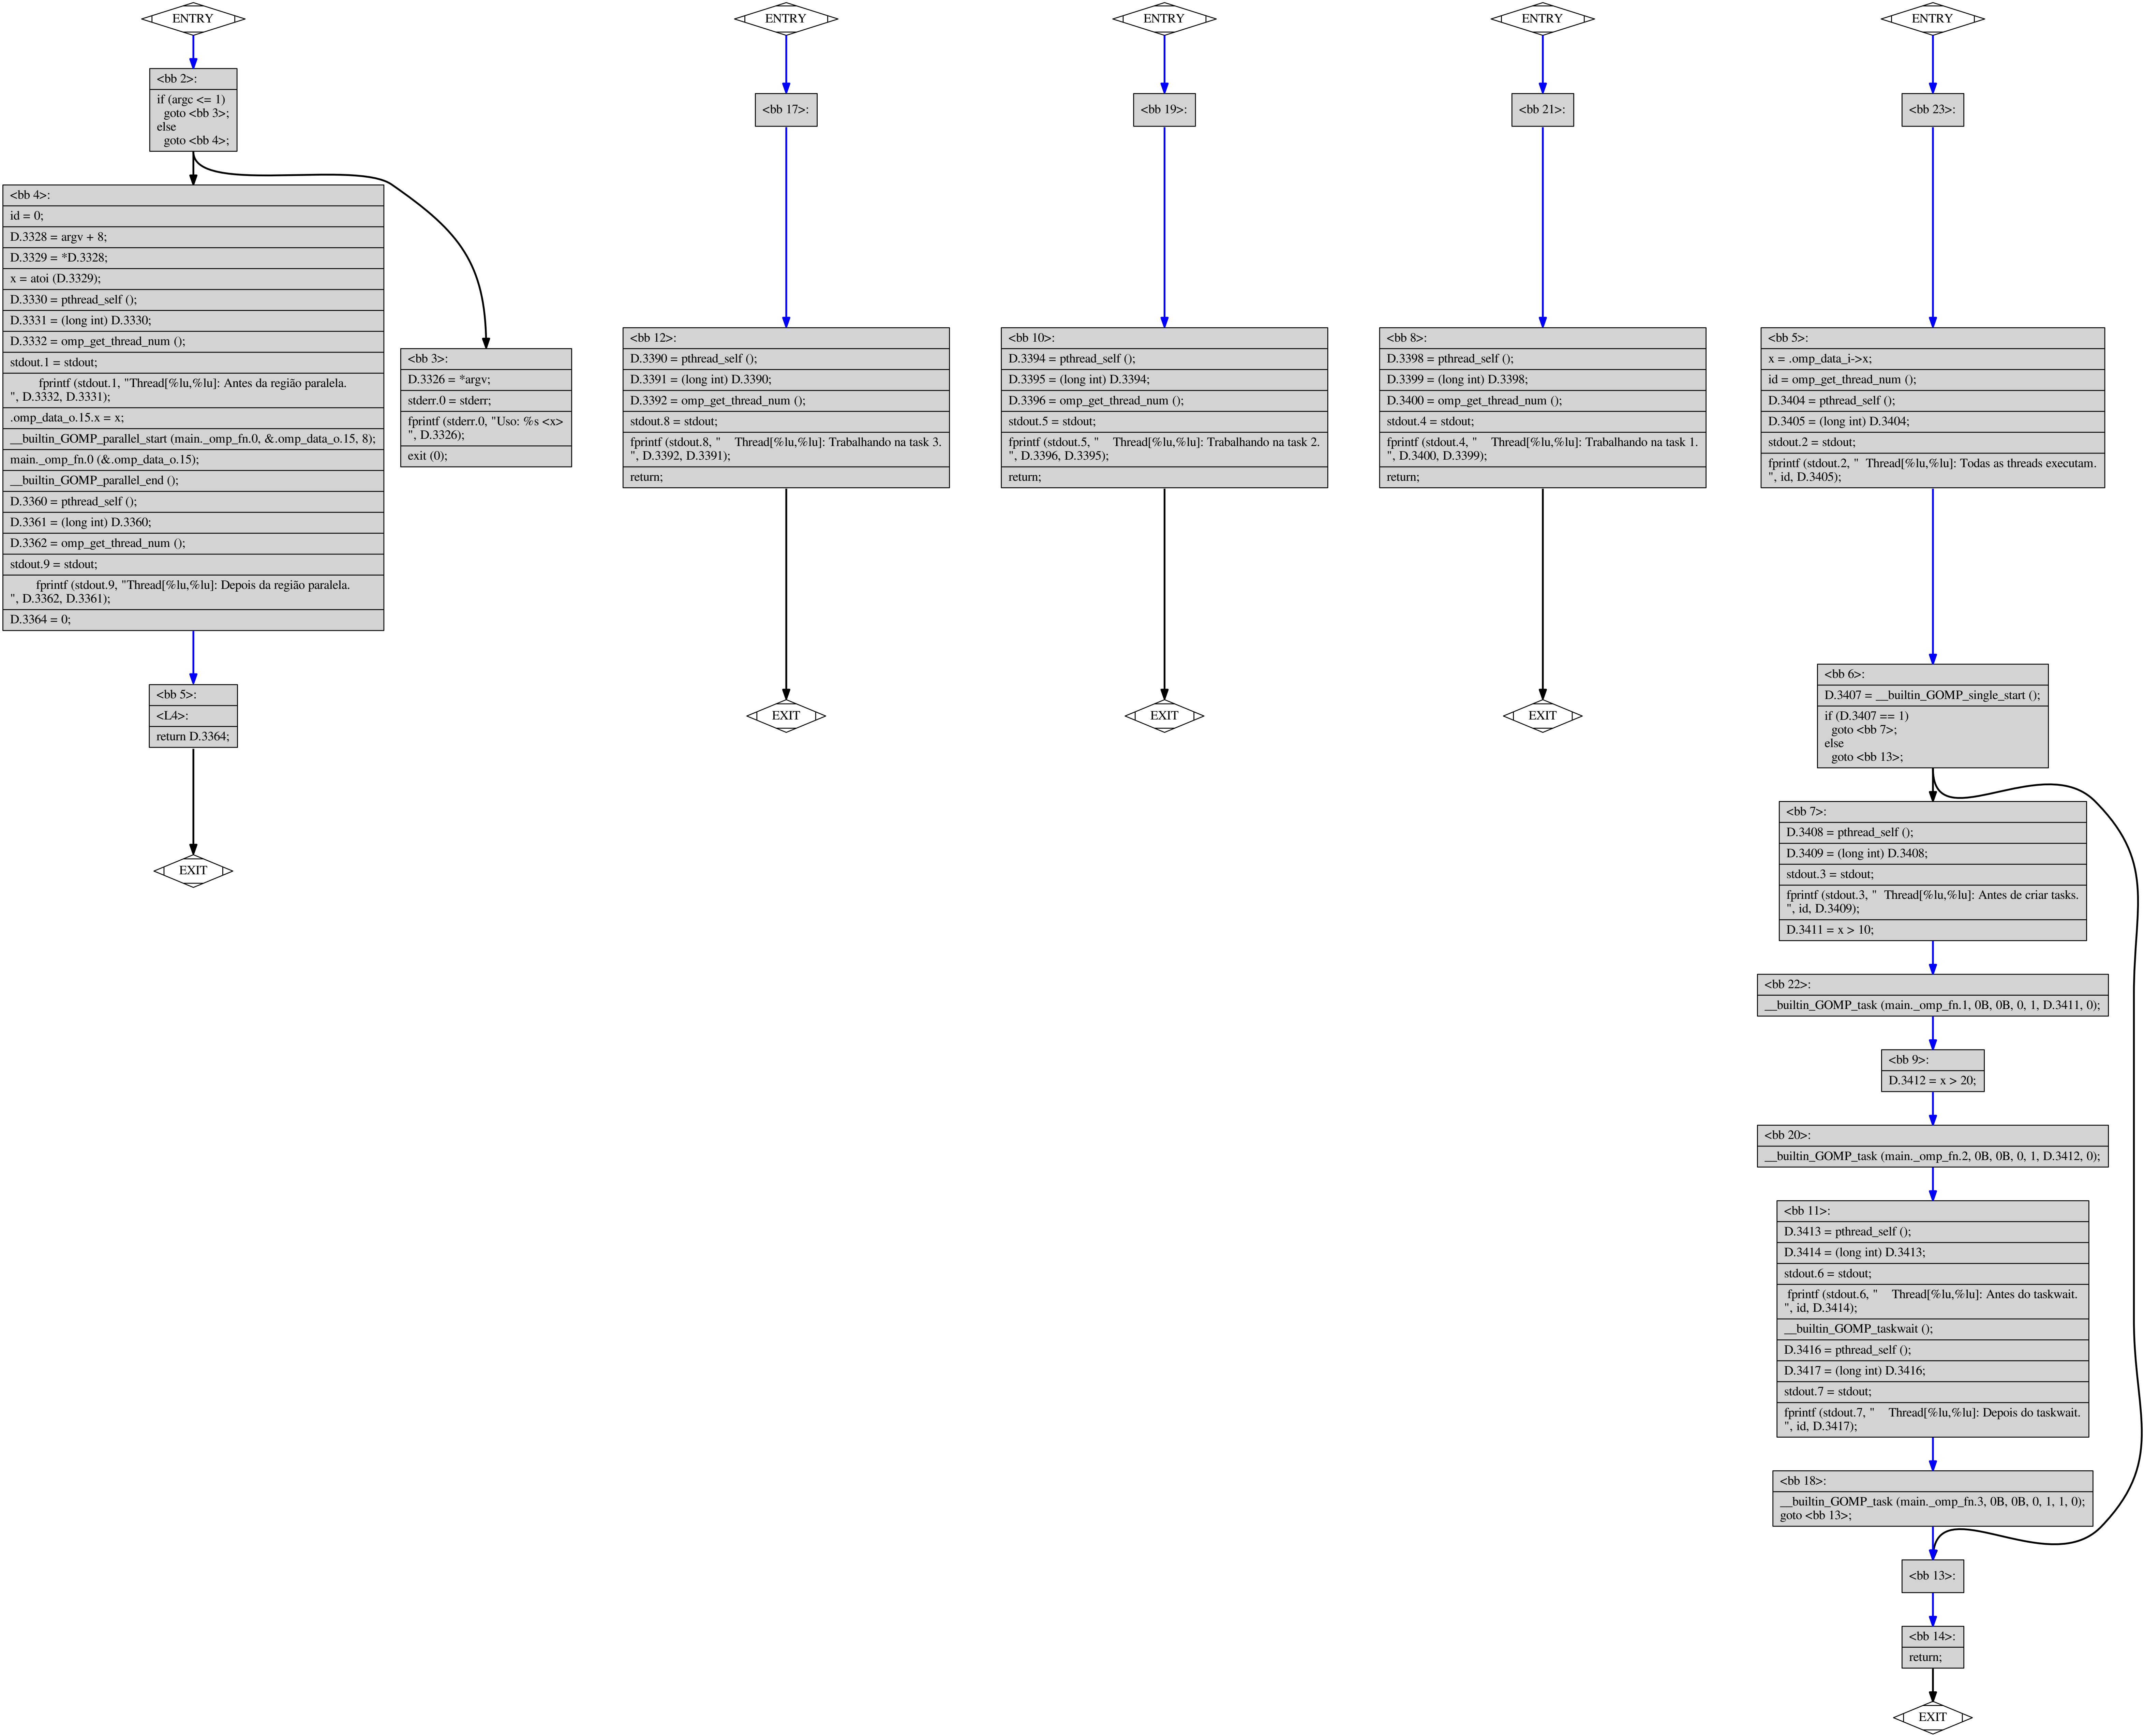 ENTRY
<bb 2>:
if (argc <= 1)
goto <bb 3>;
else
goto <bb 4>;
<bb 4>:
id = 0;
D.3328 = argv + 8;
D.3329 = *D.3328;
x = atoi (D.3329);
D.3330 = pthread_self ();
D.3331 = (long int) D.3330;
D.3332 = omp_get_thread_num ();
stdout.1 = stdout;
fprintf (stdout.1, "Thread[%lu,%lu]: Antes da região paralela.
", D.3332, D.3331);
.omp_data_o.15.x = x;
__builtin_GOMP_parallel_start (main._omp_fn.0, &.omp_data_o.15, 8);
main._omp_fn.0 (&.omp_data_o.15);
__builtin_GOMP_parallel_end ();
D.3360 = pthread_self ();
D.3361 = (long int) D.3360;
D.3362 = omp_get_thread_num ();
stdout.9 = stdout;
fprintf (stdout.9, "Thread[%lu,%lu]: Depois da região paralela.
", D.3362, D.3361);
D.3364 = 0;
<bb 3>:
D.3326 = *argv;
stderr.0 = stderr;
fprintf (stderr.0, "Uso: %s <x>
", D.3326);
exit (0);
<bb 5>:
<L4>:
return D.3364;
EXIT
ENTRY
<bb 17>:
<bb 12>:
D.3390 = pthread_self ();
D.3391 = (long int) D.3390;
D.3392 = omp_get_thread_num ();
stdout.8 = stdout;
fprintf (stdout.8, "    Thread[%lu,%lu]: Trabalhando na task 3.
", D.3392, D.3391);
return;
EXIT
ENTRY
<bb 19>:
<bb 10>:
D.3394 = pthread_self ();
D.3395 = (long int) D.3394;
D.3396 = omp_get_thread_num ();
stdout.5 = stdout;
fprintf (stdout.5, "    Thread[%lu,%lu]: Trabalhando na task 2.
", D.3396, D.3395);
return;
EXIT
ENTRY
<bb 21>:
<bb 8>:
D.3398 = pthread_self ();
D.3399 = (long int) D.3398;
D.3400 = omp_get_thread_num ();
stdout.4 = stdout;
fprintf (stdout.4, "    Thread[%lu,%lu]: Trabalhando na task 1.
", D.3400, D.3399);
return;
EXIT
ENTRY
<bb 23>:
<bb 5>:
x = .omp_data_i->x;
id = omp_get_thread_num ();
D.3404 = pthread_self ();
D.3405 = (long int) D.3404;
stdout.2 = stdout;
fprintf (stdout.2, "  Thread[%lu,%lu]: Todas as threads executam.
", id, D.3405);
<bb 6>:
D.3407 = __builtin_GOMP_single_start ();
if (D.3407 == 1)
goto <bb 7>;
else
goto <bb 13>;
<bb 7>:
D.3408 = pthread_self ();
D.3409 = (long int) D.3408;
stdout.3 = stdout;
fprintf (stdout.3, "  Thread[%lu,%lu]: Antes de criar tasks.
", id, D.3409);
D.3411 = x > 10;
<bb 22>:
__builtin_GOMP_task (main._omp_fn.1, 0B, 0B, 0, 1, D.3411, 0);
<bb 9>:
D.3412 = x > 20;
<bb 20>:
__builtin_GOMP_task (main._omp_fn.2, 0B, 0B, 0, 1, D.3412, 0);
<bb 11>:
D.3413 = pthread_self ();
D.3414 = (long int) D.3413;
stdout.6 = stdout;
fprintf (stdout.6, "    Thread[%lu,%lu]: Antes do taskwait.
", id, D.3414);
__builtin_GOMP_taskwait ();
D.3416 = pthread_self ();
D.3417 = (long int) D.3416;
stdout.7 = stdout;
fprintf (stdout.7, "    Thread[%lu,%lu]: Depois do taskwait.
", id, D.3417);
<bb 18>:
__builtin_GOMP_task (main._omp_fn.3, 0B, 0B, 0, 1, 1, 0);
goto <bb 13>;
<bb 13>:
<bb 14>:
return;
EXIT